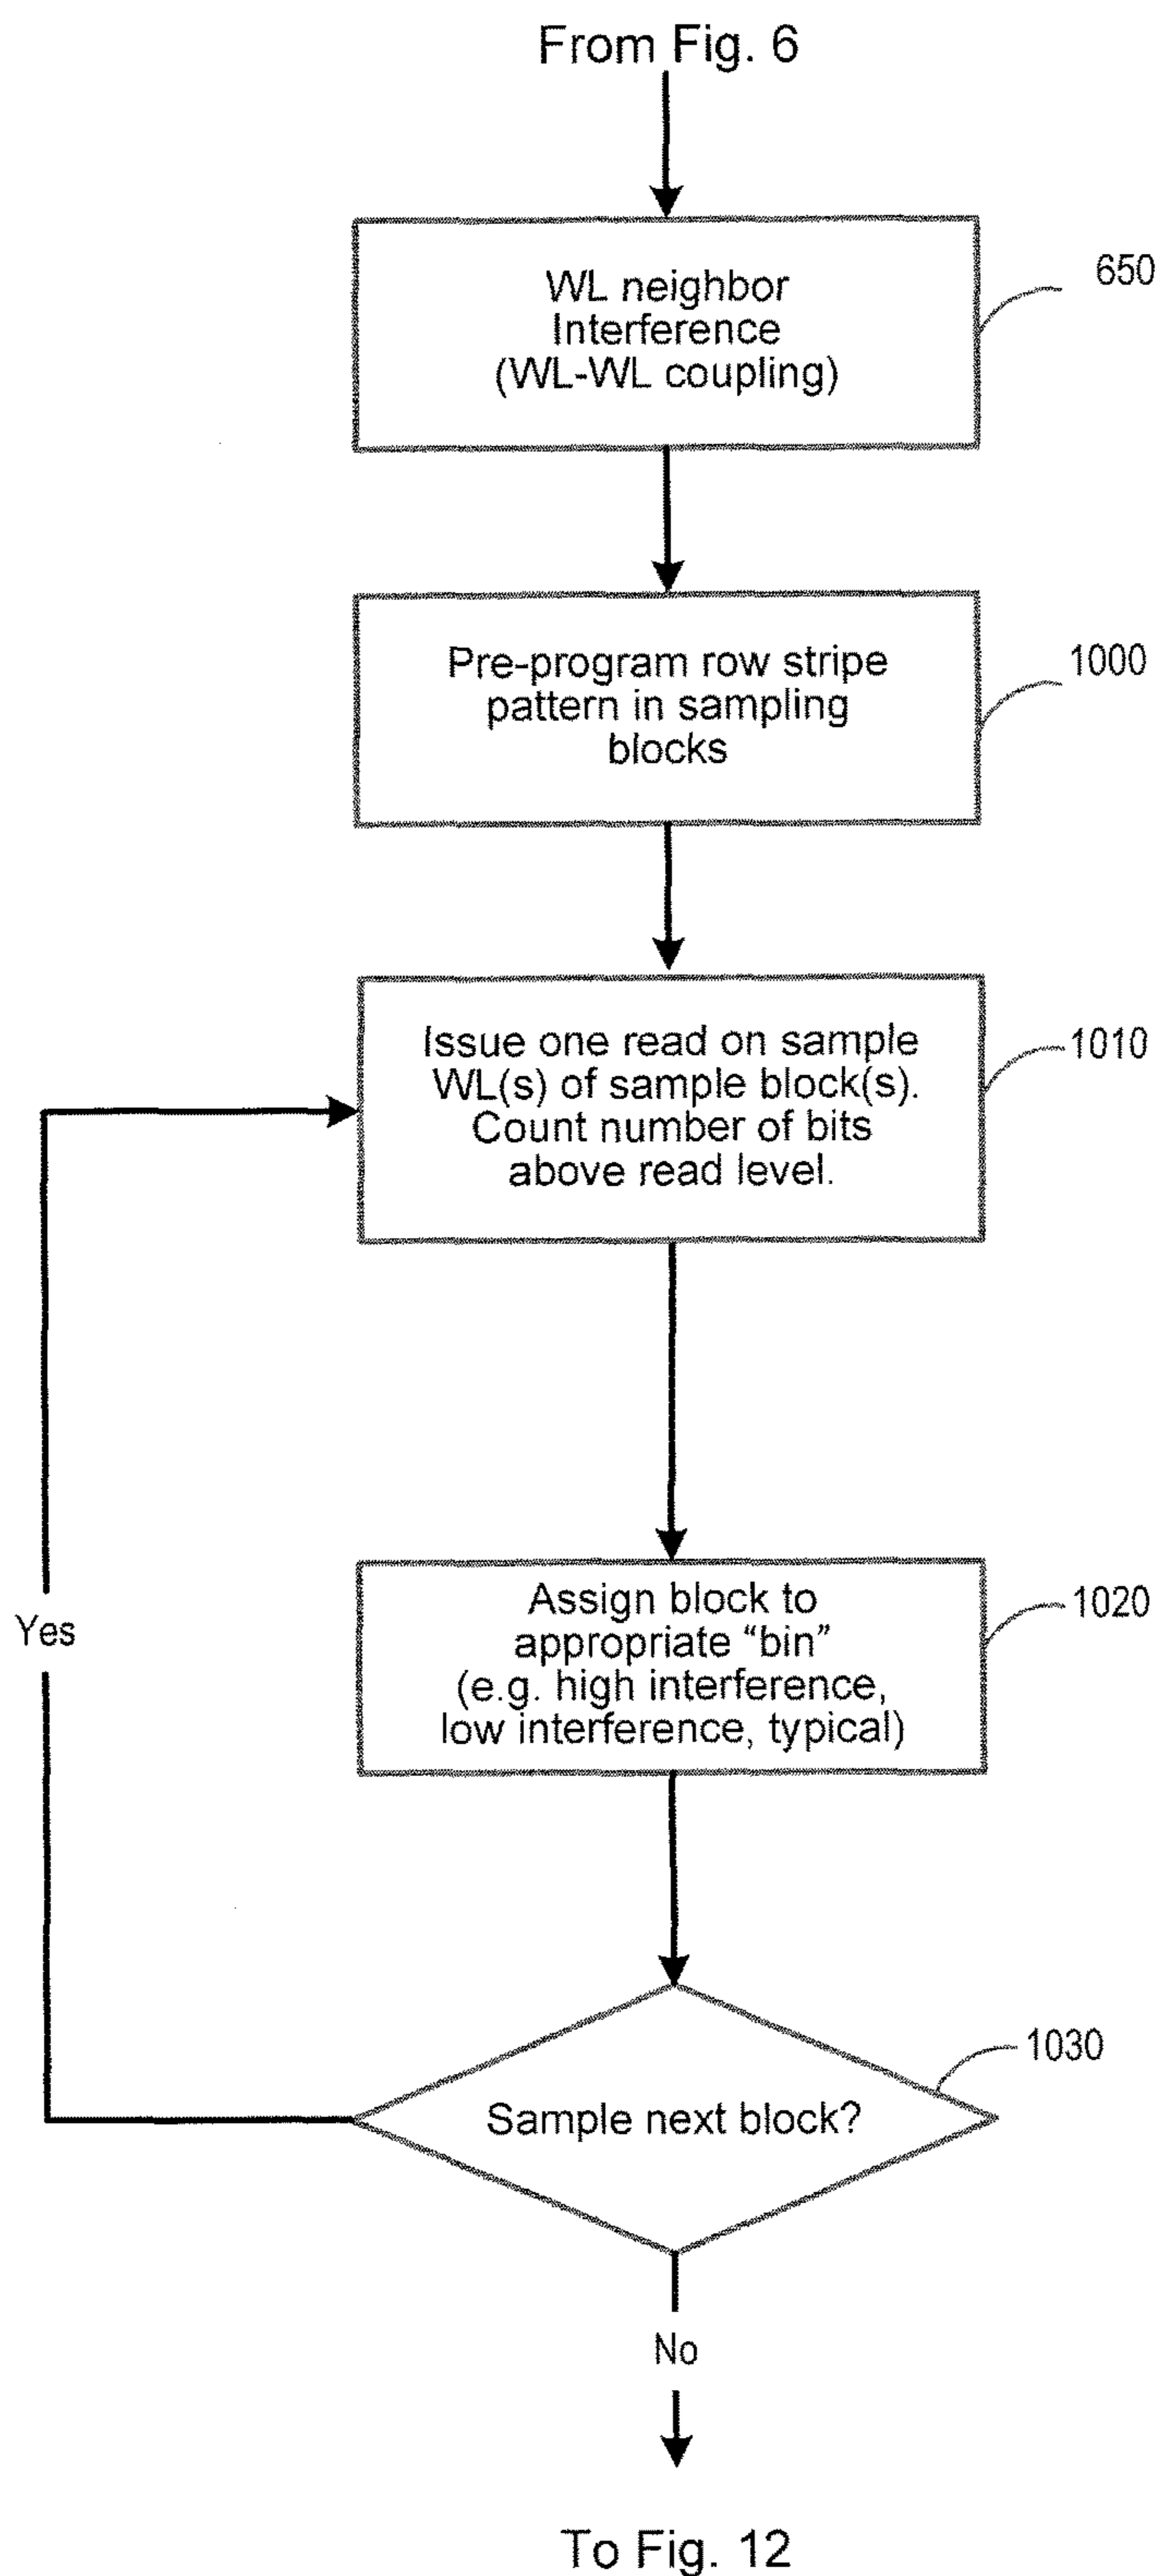 From Fig. 6
WL neighbor
Interference
(WL-WL coupling)
650
Pre-program row stripe
pattern in sampling
blocks
1000
Issue one read on sample
WL(s) of sample block(s).
Count number of bits
above read level.
1010
Assign block to
appropriate “bin”
(e.g. high interference,
low interference, typical)
1020
Yes
Sample next block?
1030
No
To Fig. 12